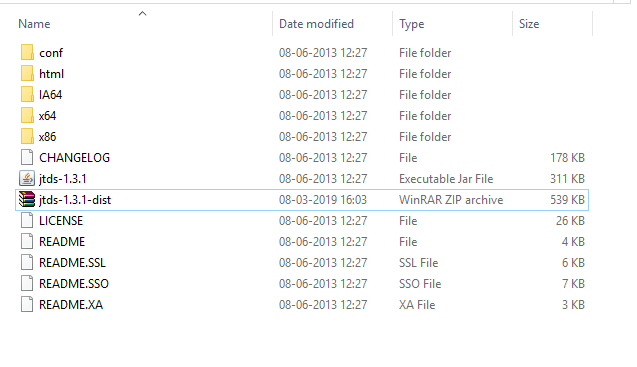 Name Date modified Type Size
conf 08-06-2013 12:27 File folder
html 08-06-2013 12:27 File folder
IA64 08-06-2013 12:27 File folder
x64 08-06-2013 12:27 File folder
x86 08-06-2013 12:27 File folder
CHANGELOG 08-06-2013 12:27 File 178 KB
jtds-1.3.1 08-06-2013 12:27 Executable Jar File 311 KB
jtds-1.3.1-dist 08-03-2019 16:03 WinRAR ZIP archive 539 KB
LICENSE 08-06-2013 12:27 File 26 KB
README 08-06-2013 12:27 File 4 KB
README.SSL 08-06-2013 12:27 SSL File 6 KB
README.SSO 08-06-2013 12:27 SSO File 7 KB
README.XA 08-06-2013 12:27 XA File 3 KB